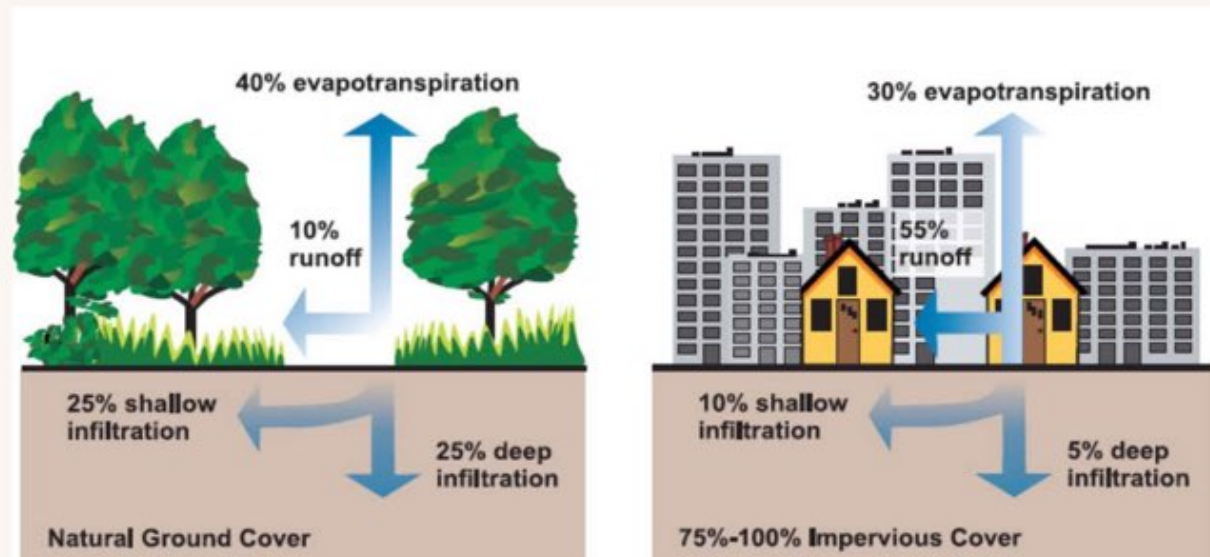 40% evapotranspiration
10%
runoff
25% shallow
infiltration
25% deep
infiltration
Natural Ground Cover
30% evapotranspiration
55%
runoff
10% shallow
infiltration
5% deep
infiltration
75%-100% Impervious Cover